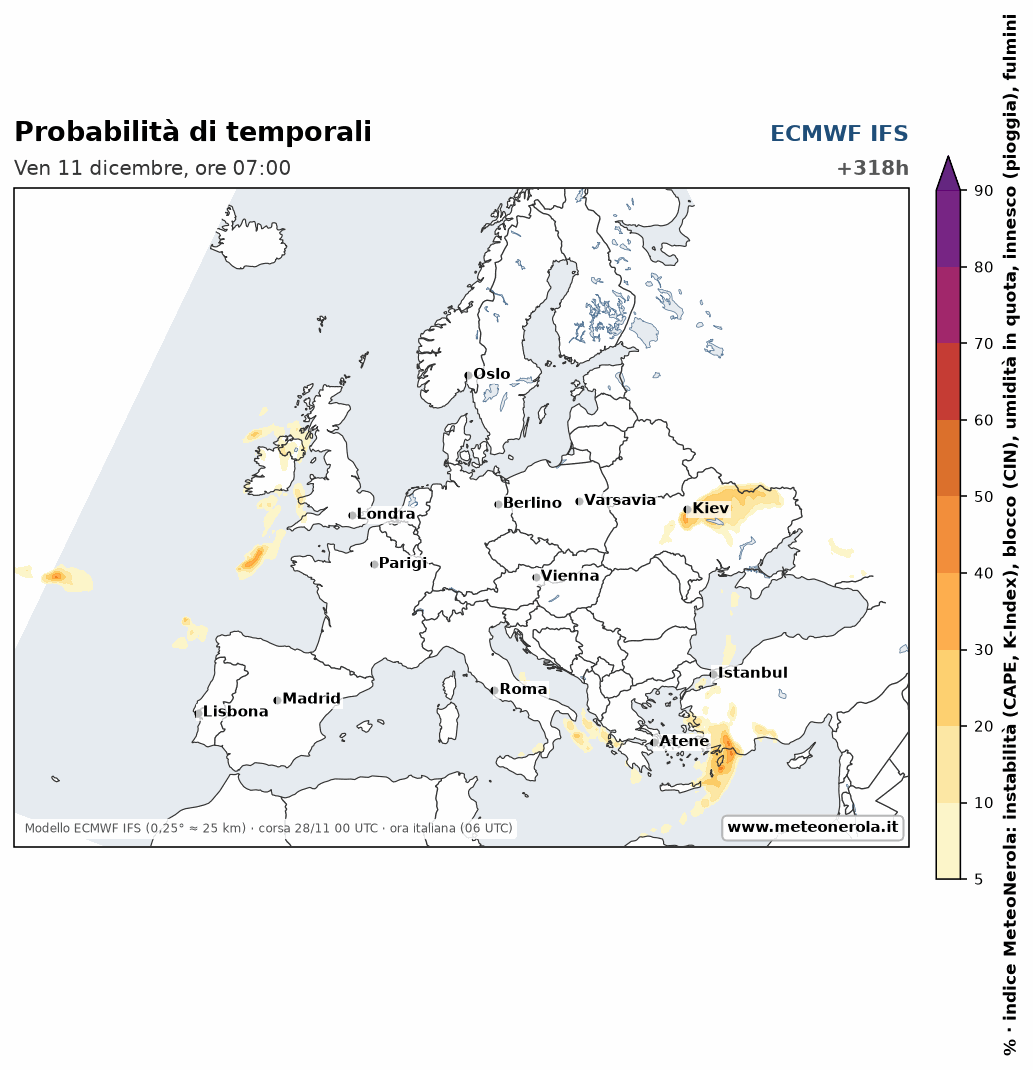 Probabilità di temporali
ECMWF IFS
Ven 11 dicembre, ore 07:00
+318h
90
80
70
60
50
40
30
20
10
5
% · indice MeteoNerola: instabilità (CAPE, K-Index), blocco (CIN), umidità in quota, innesco (pioggia), fulmini
Oslo
Londra
Berlino
Varsavia
Kiev
Parigi
Vienna
Madrid
Lisbona
Roma
Istanbul
Atene
Modello ECMWF IFS (0,25° ≈ 25 km) · corsa 28/11 00 UTC · ora italiana (06 UTC)
www.meteonerola.it